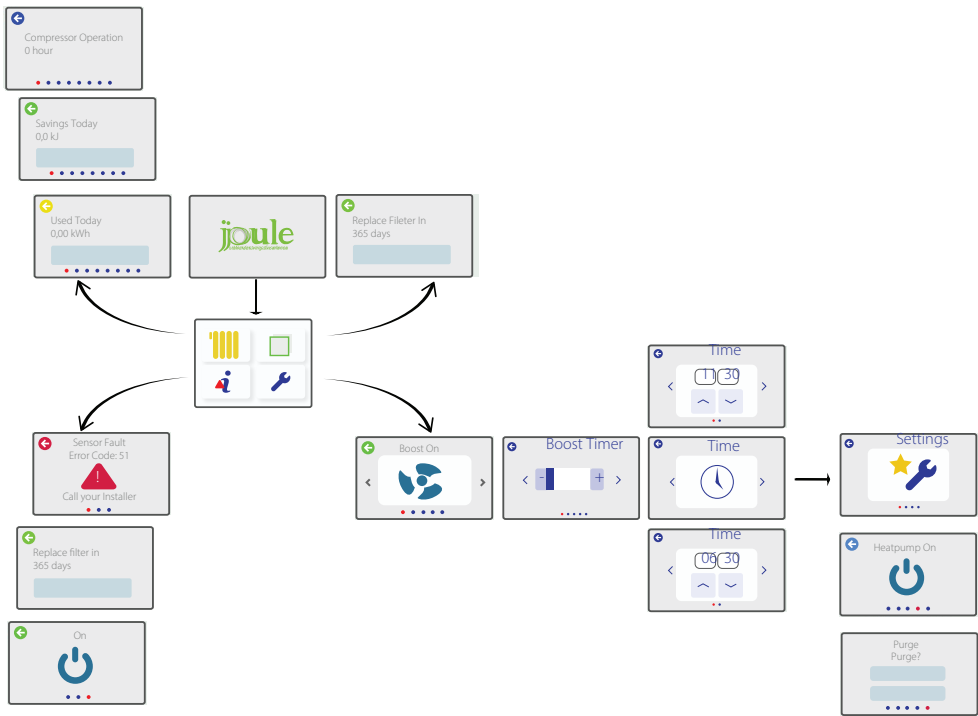 Compressor Operation
0 hour
Savings Today
0,0 kJ
Used Today
0,00 kWh
joule
Replace Fileter In
365 days
i
Sensor Fault
Error Code: 51
!
Call your Installer
Replace filter in
365 days
On
Boost On
Boost Timer
- +
Time
11 30
Time
Time
06 30
Settings
Heatpump On
Purge
Purge?